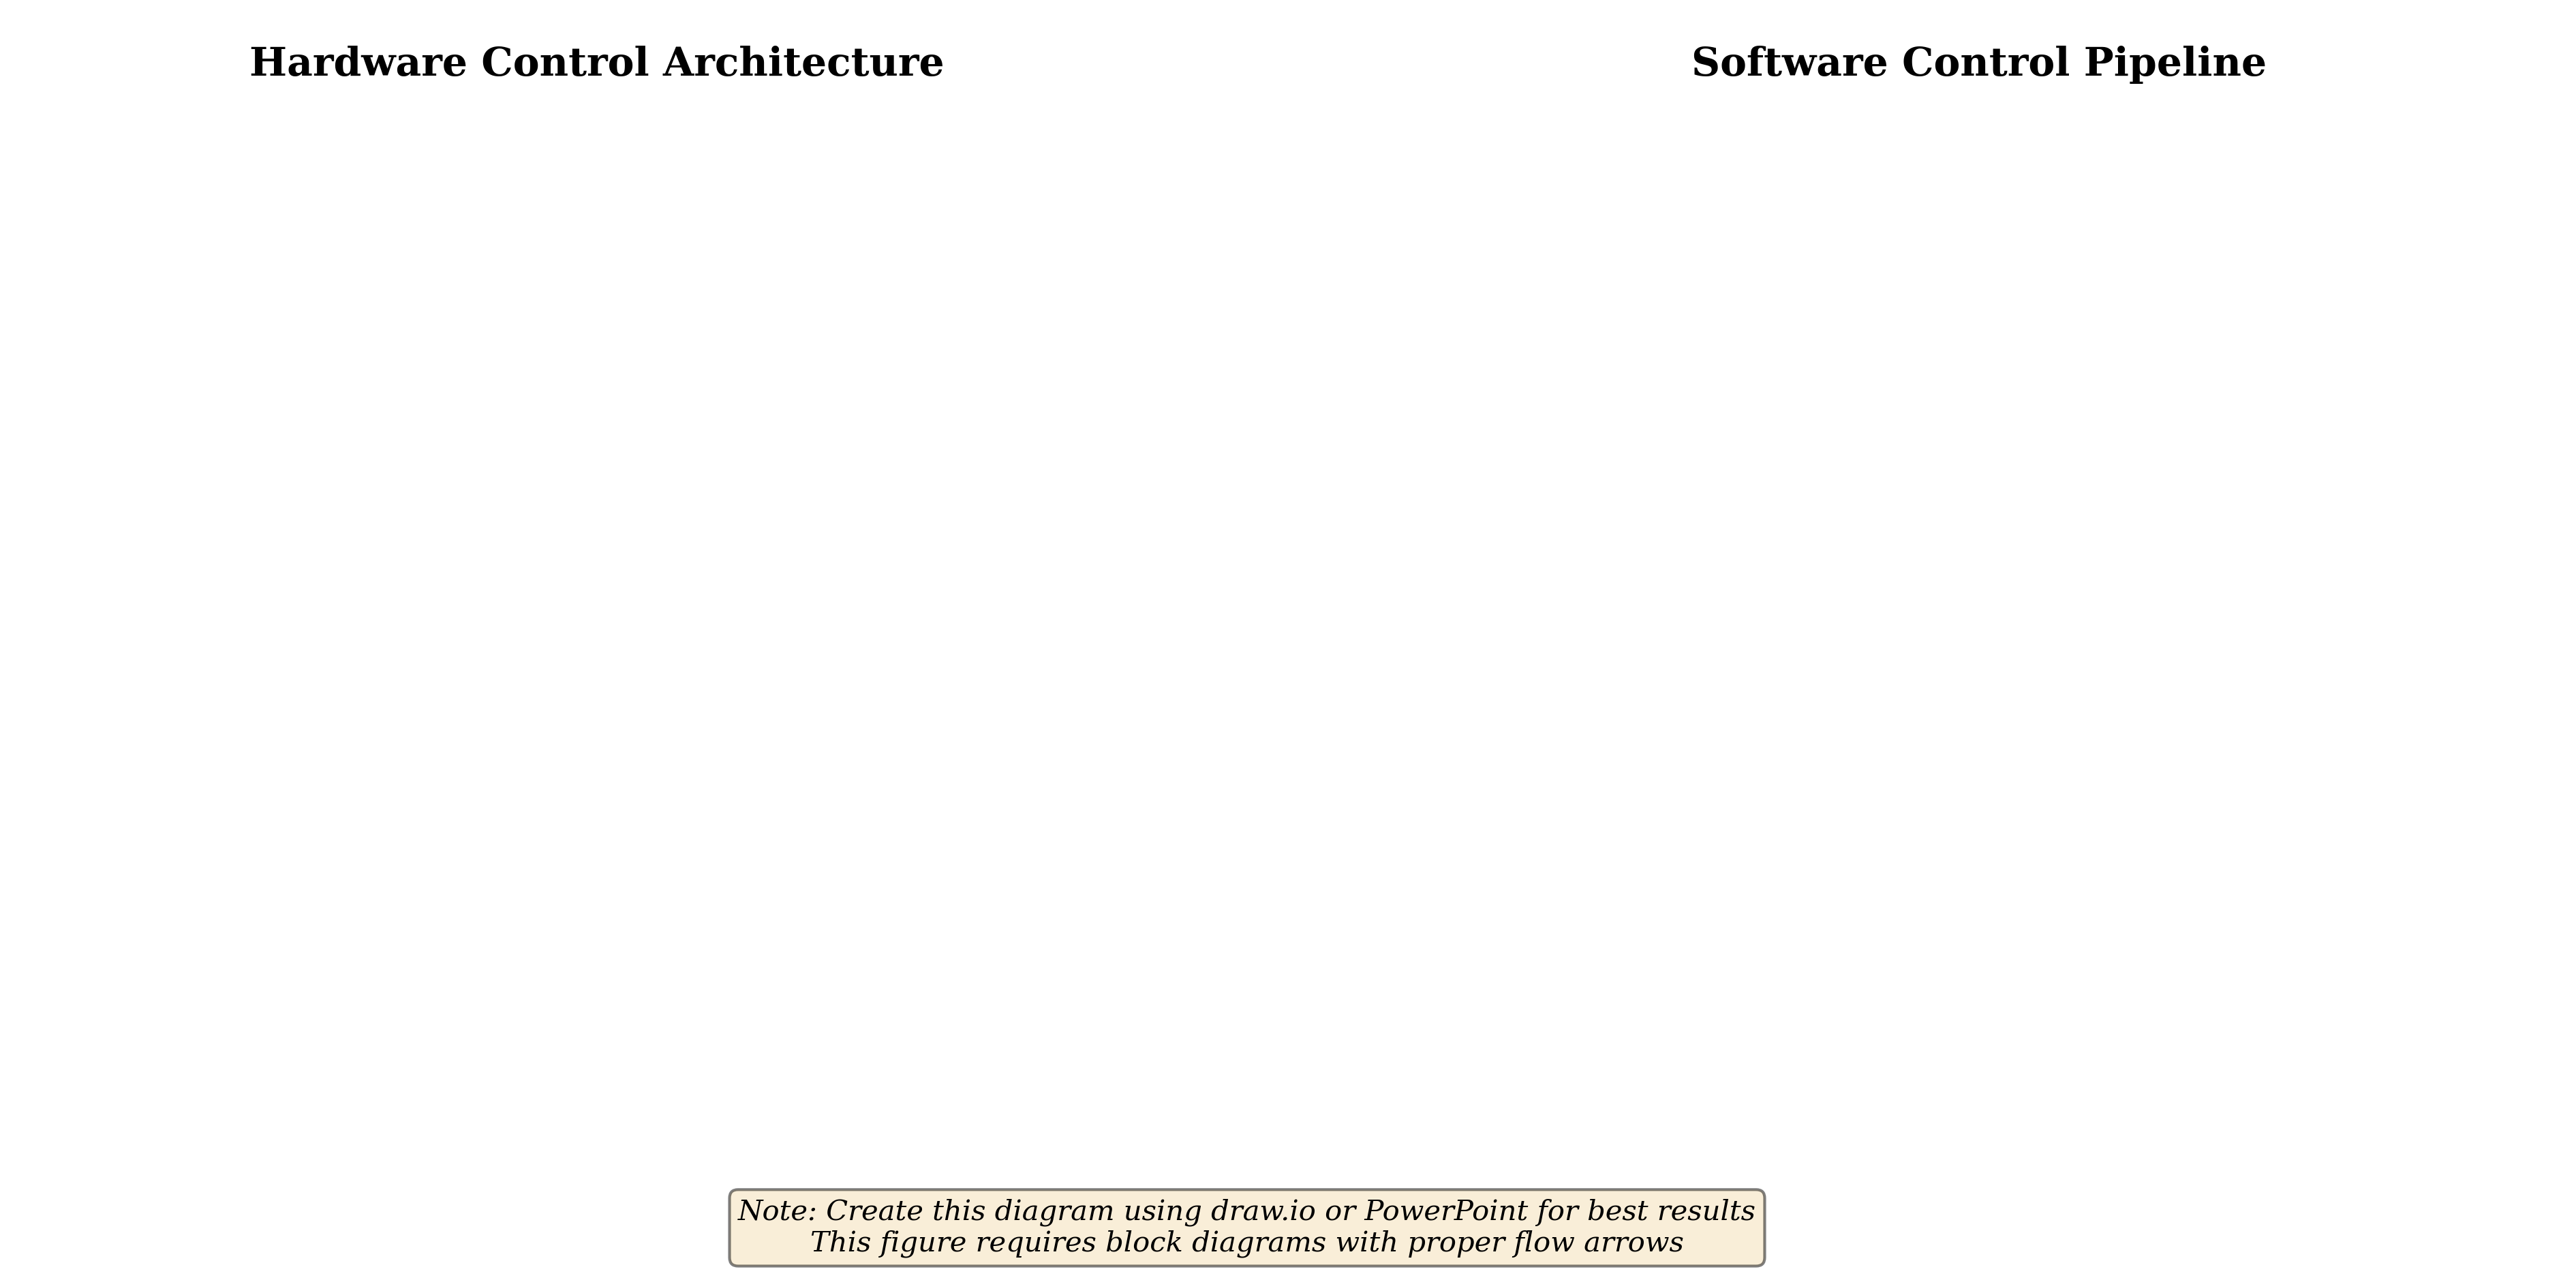 Hardware Control Architecture
Software Control Pipeline
Note: Create this diagram using draw.io or PowerPoint for best results
This figure requires block diagrams with proper flow arrows